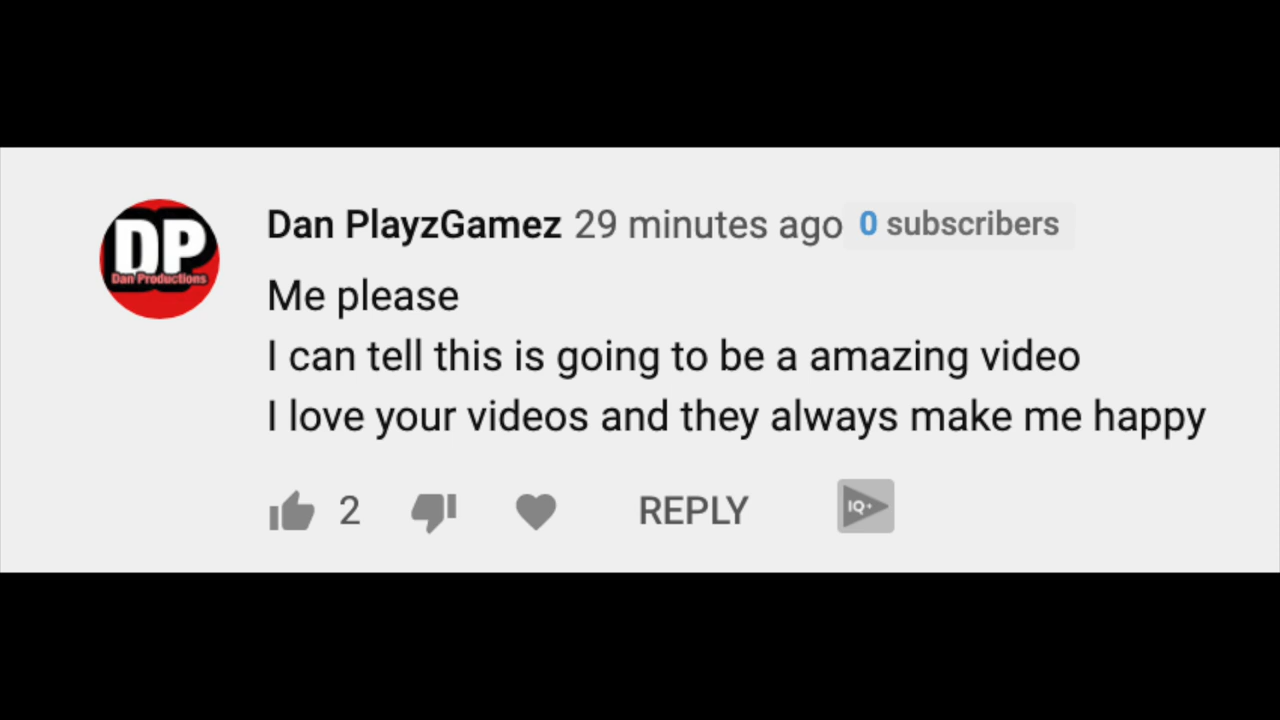 DP
Dan Productions
Dan PlayzGamez 29 minutes ago 0 subscribers
Me please
I can tell this is going to be a amazing video
I love your videos and they always make me happy
2 REPLY IQ+